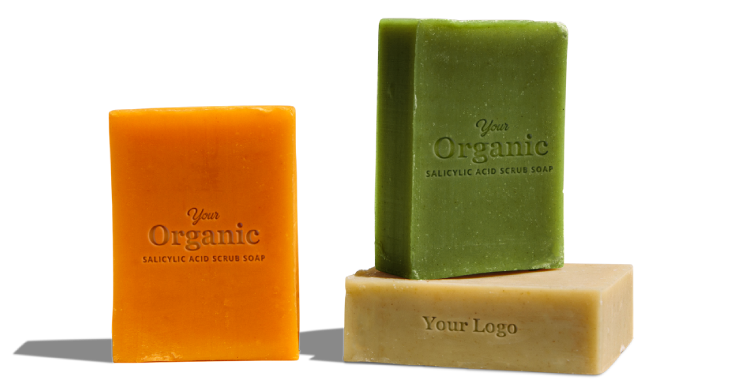 Your
Organic
SALICYLIC ACID SCRUB SOAP
Your
Organic
SALICYLIC ACID SCRUB SOAP
Your Logo